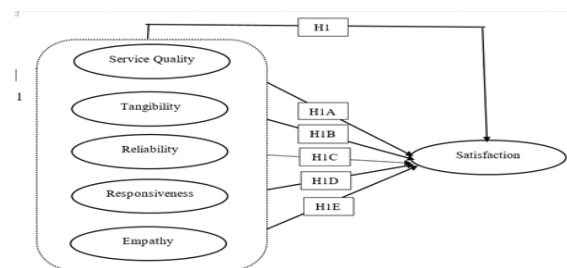 H1
Service Quality
1
H1A
Tangibility
H1B
Reliability
H1C
Satisfaction
Responsiveness
H1D
H1E
Empathy